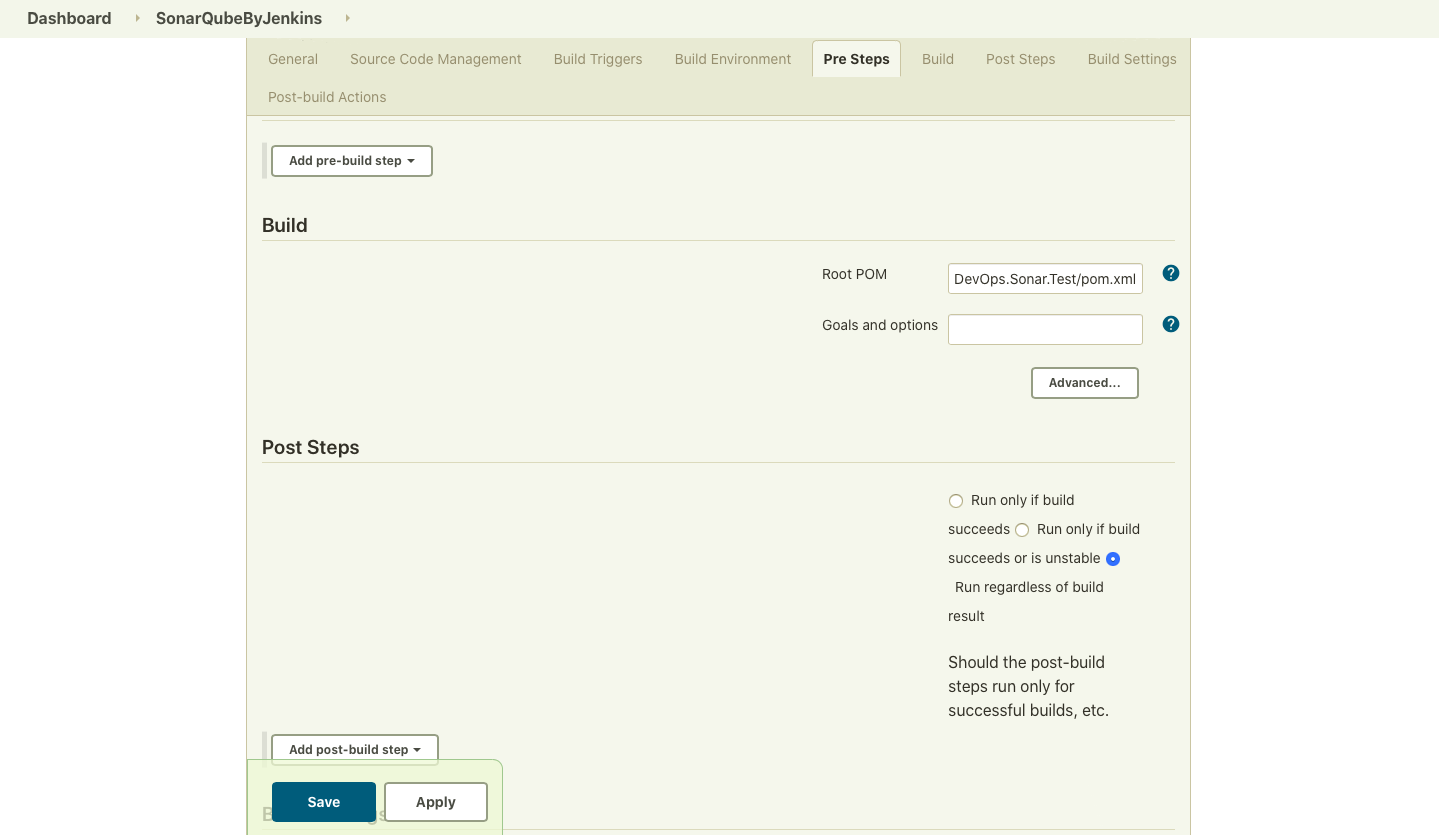 Dashboard SonarQubeByJenkins
General Source Code Management Build Triggers Build Environment Pre Steps Build Post Steps Build Settings
Post-build Actions
Add pre-build step
Build
Root POM DevOps.Sonar.Test/pom.xml
Goals and options
Advanced...
Post Steps
Run only if build
succeeds Run only if build
succeeds or is unstable
Run regardless of build
result
Should the post-build
steps run only for
successful builds, etc.
Add post-build step
Save Apply